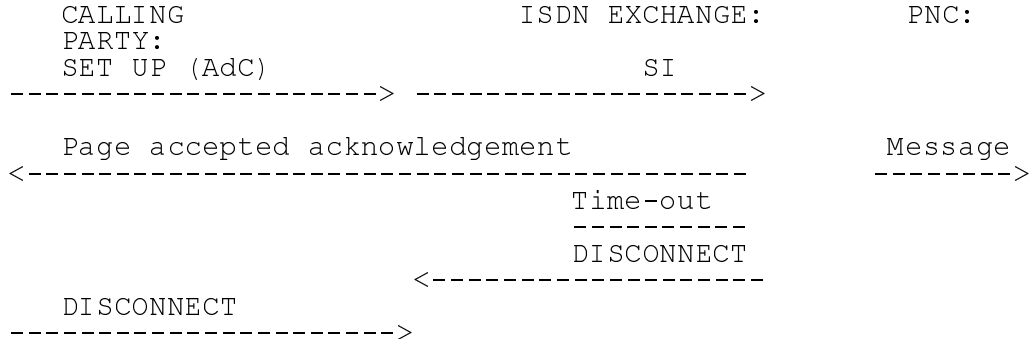 CALLING ISDN EXCHANGE: PNC:
PARTY:
SET UP (AdC) SI
---------------------> ------------------->
Page accepted acknowledgement Message
<----------------------------------------- -------->
Time-out
----------
DISCONNECT
<-------------------
DISCONNECT
---------------------->